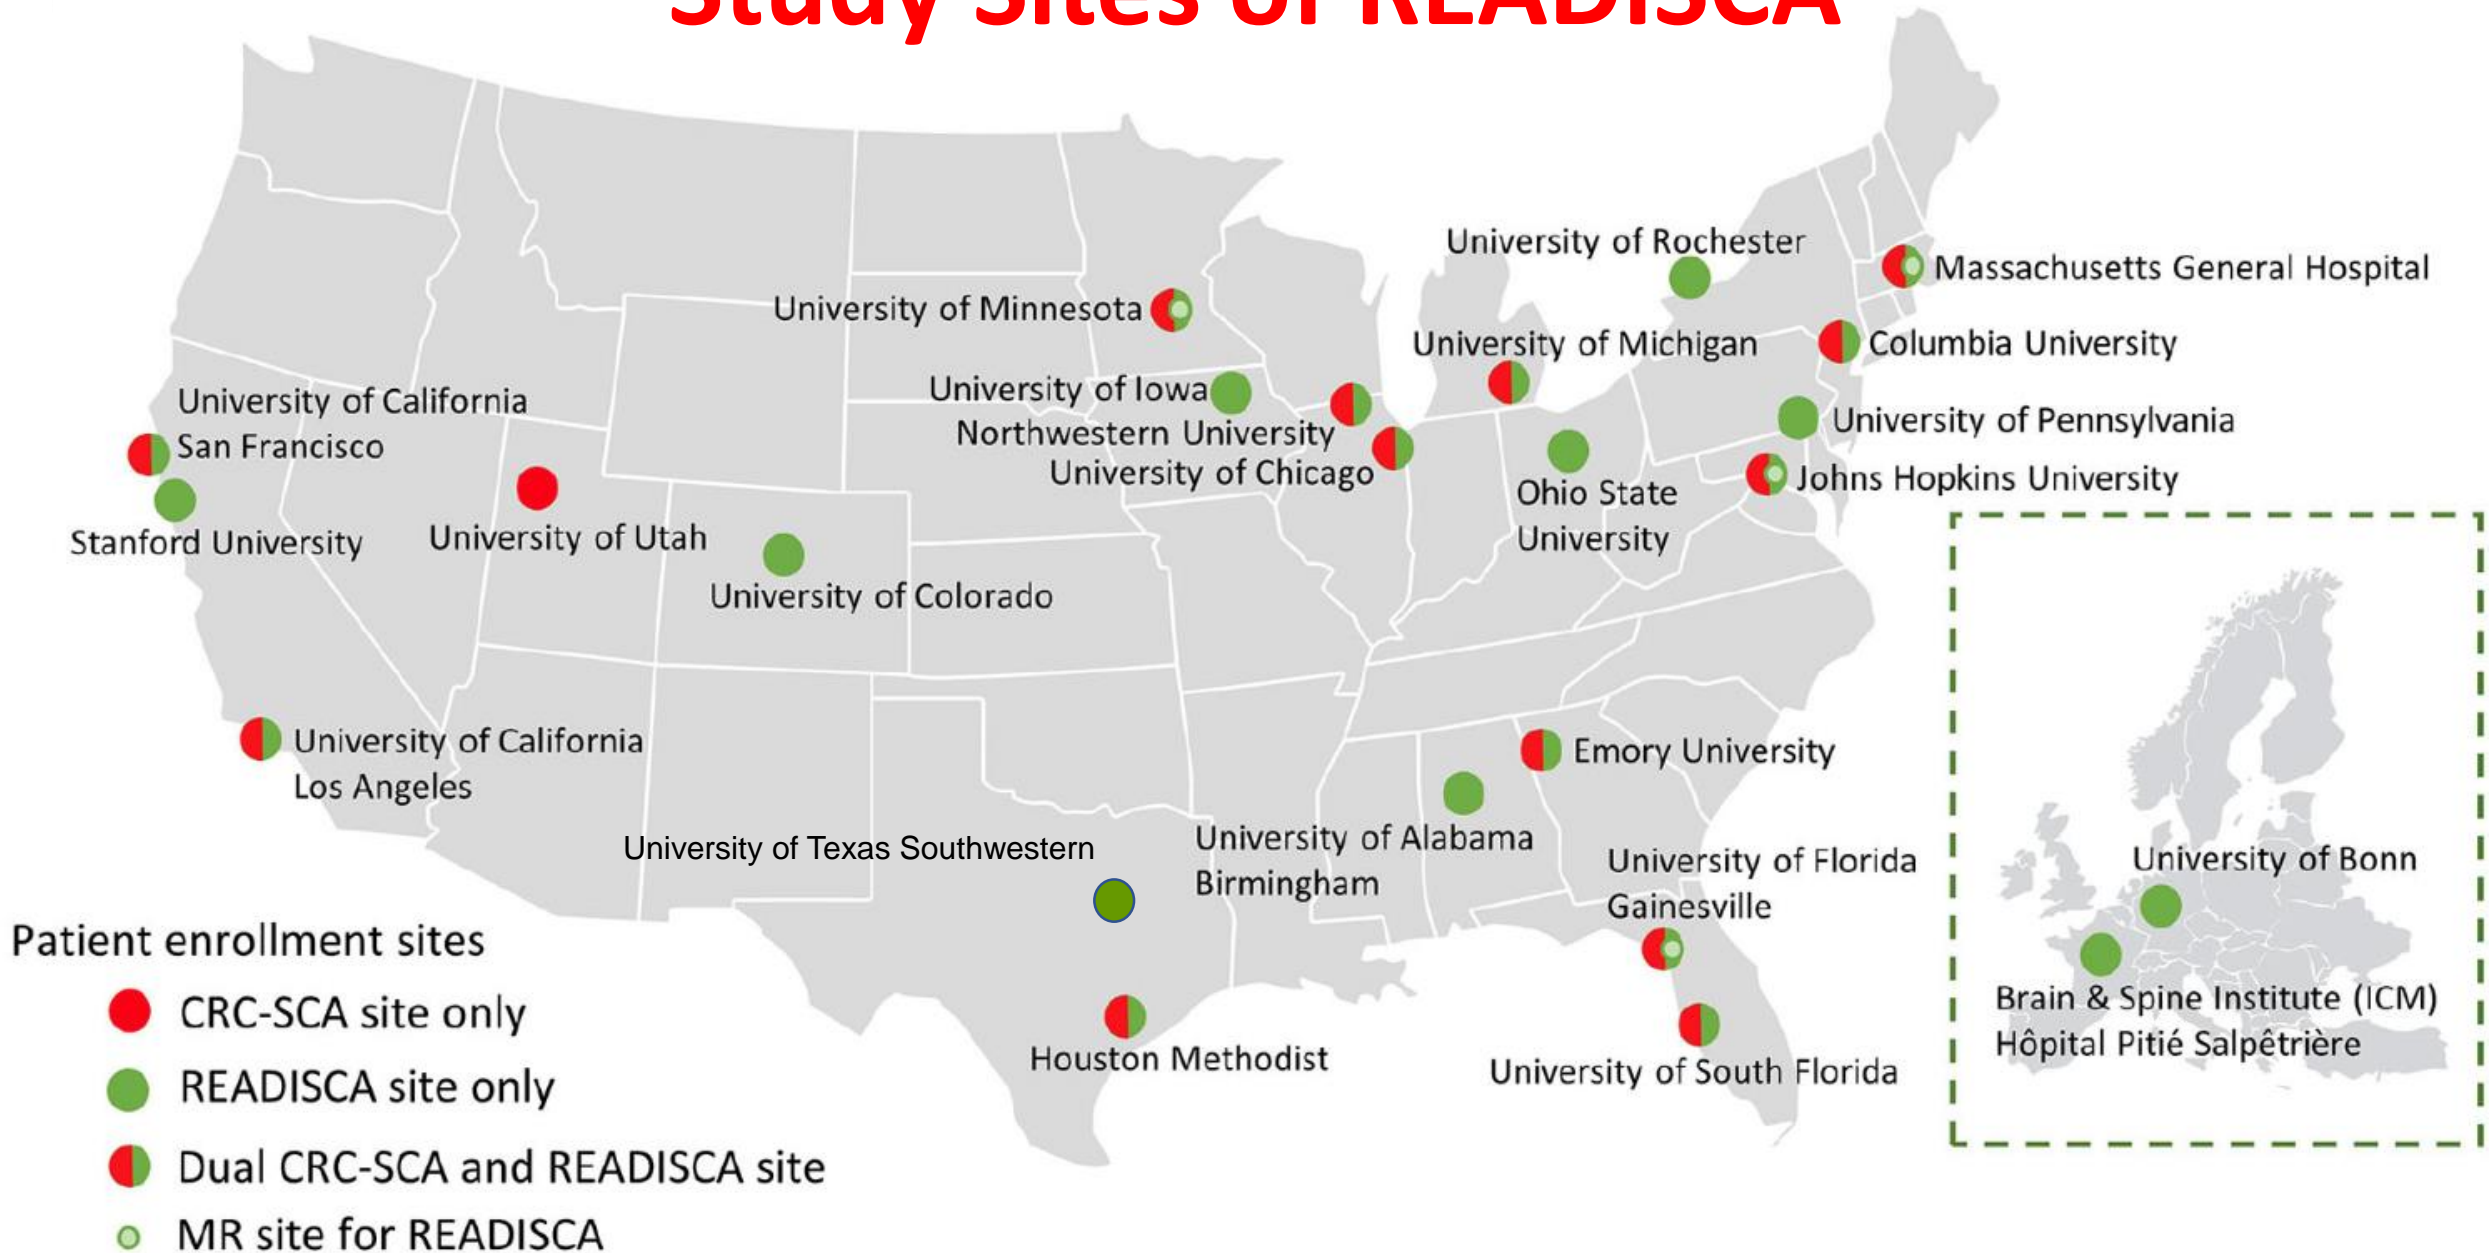 Study Sites of READISCA
University of Rochester
Massachusetts General Hospital
University of Minnesota
University of Michigan
Columbia University
University of Iowa
University of California
San Francisco
Northwestern University
University of Pennsylvania
University of Chicago
Johns Hopkins University
Ohio State
University
Stanford University
University of Utah
University of Colorado
University of California
Los Angeles
Emory University
University of Texas Southwestern
University of Alabama
Birmingham
University of Florida
Gainesville
University of Bonn
Brain & Spine Institute (ICM)
Hôpital Pitié Salpêtrière
Houston Methodist
University of South Florida
Patient enrollment sites
CRC-SCA site only
READISCA site only
Dual CRC-SCA and READISCA site
MR site for READISCA